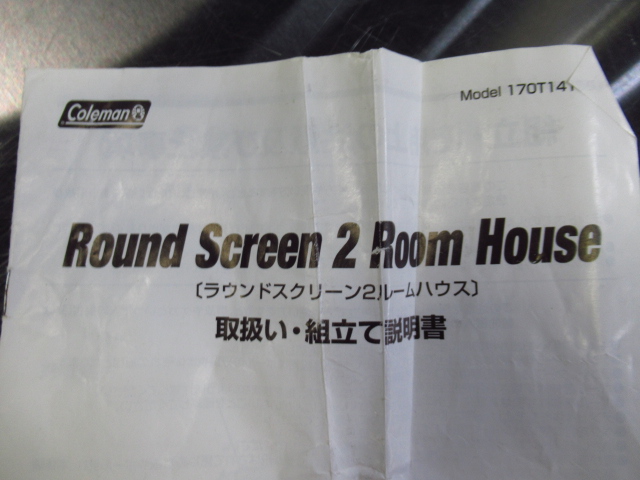 Coleman
Model 170T14
Round Screen 2 Room House
〔ラウンドスクリーン2ルームハウス〕
取扱い・組立て説明書